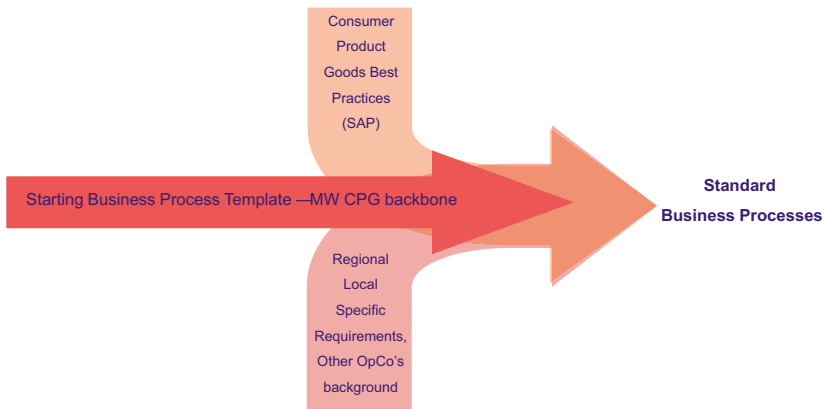 Consumer
Product
Goods Best
Practices
(SAP)
Starting Business Process Template —MW CPG backbone
Standard
Business Processes
Regional
Local
Specific
Requirements,
Other OpCo’s
background